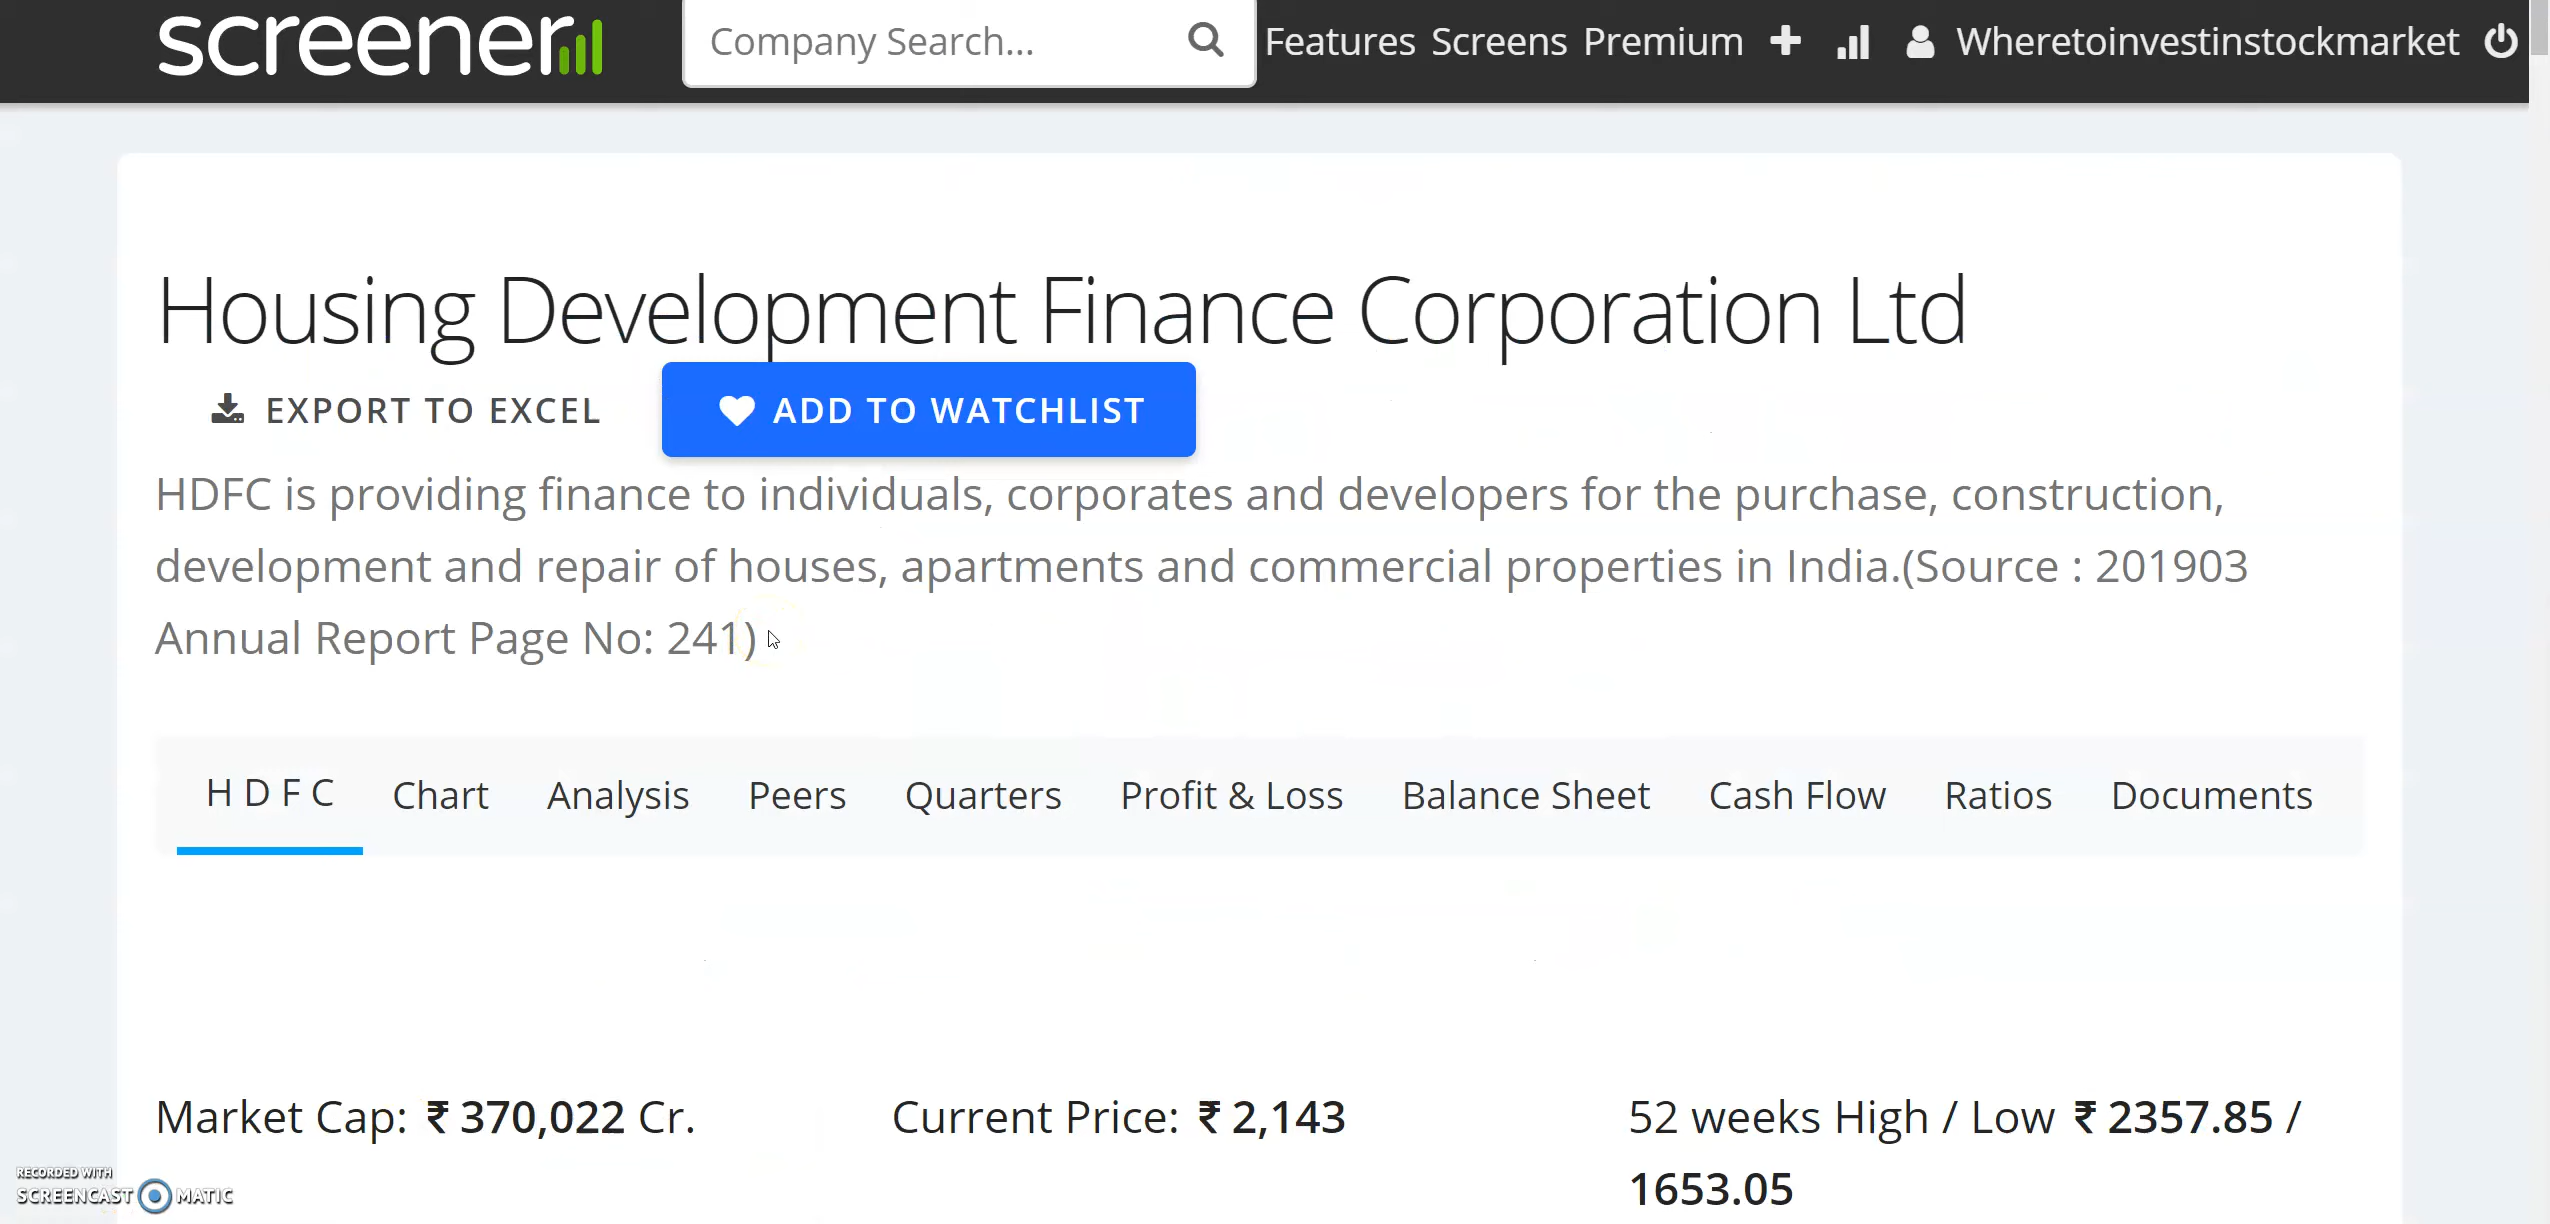 screener
Company Search...
Features Screens Premium Wheretoinvestinstockmarket
Housing Development Finance Corporation Ltd
EXPORT TO EXCEL
ADD TO WATCHLIST
HDFC is providing finance to individuals, corporates and developers for the purchase, construction,
development and repair of houses, apartments and commercial properties in India.(Source : 201903
Annual Report Page No: 241)
H D F C Chart Analysis Peers Quarters Profit & Loss Balance Sheet Cash Flow Ratios Documents
Market Cap: ₹ 370,022 Cr.
Current Price: ₹ 2,143
52 weeks High / Low ₹ 2357.85 /
1653.05
RECORDED WITH
SCREENCAST MATIC